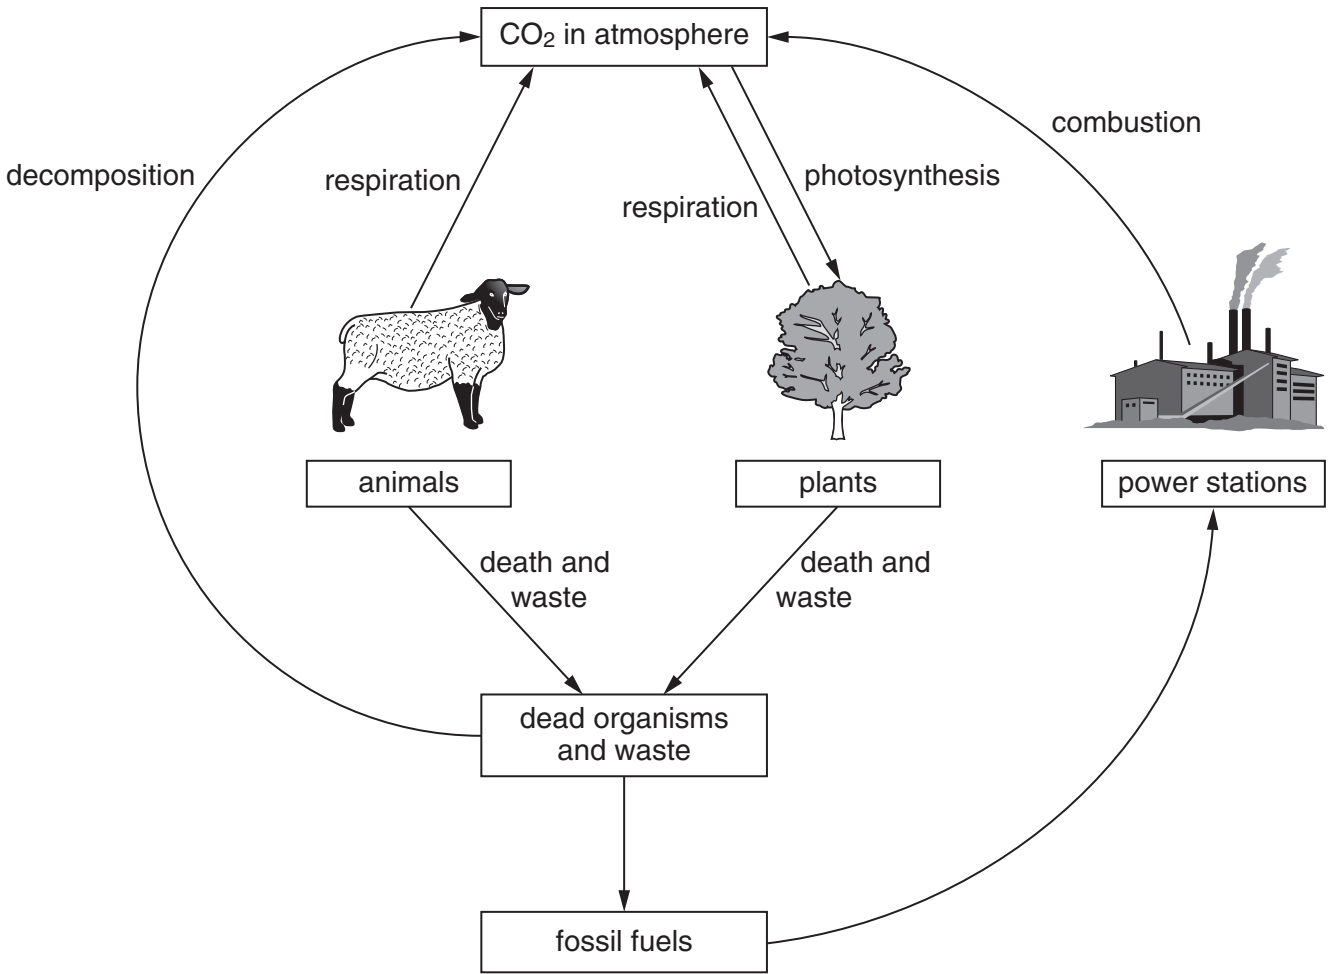 CO₂ in atmosphere
combustion
decomposition
respiration
photosynthesis
respiration
animals
plants
power stations
death and
waste
death and
waste
dead organisms
and waste
fossil fuels